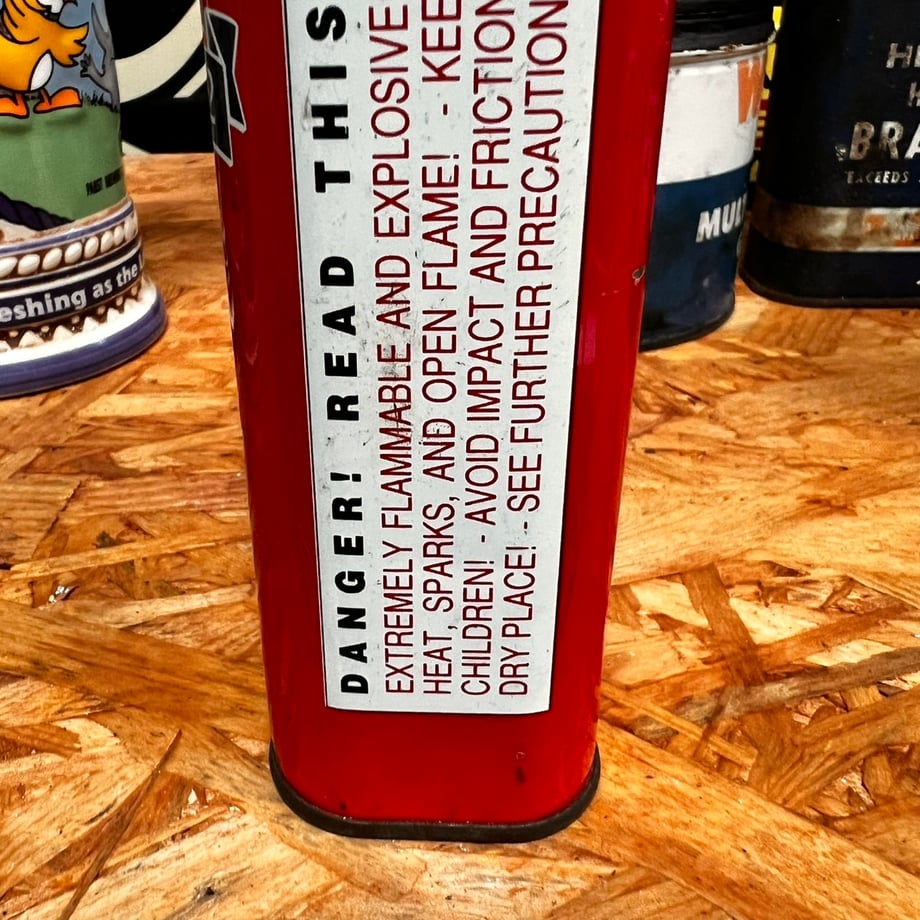 DANGER! READ THIS
EXTREMELY FLAMMABLE AND EXPLOSIVE
HEAT, SPARKS, AND OPEN FLAME! - KEE
CHILDREN! - AVOID IMPACT AND FRICTION
DRY PLACE! - SEE FURTHER PRECAUTION
eshing as the
MUL
BRA
EXCEEDS